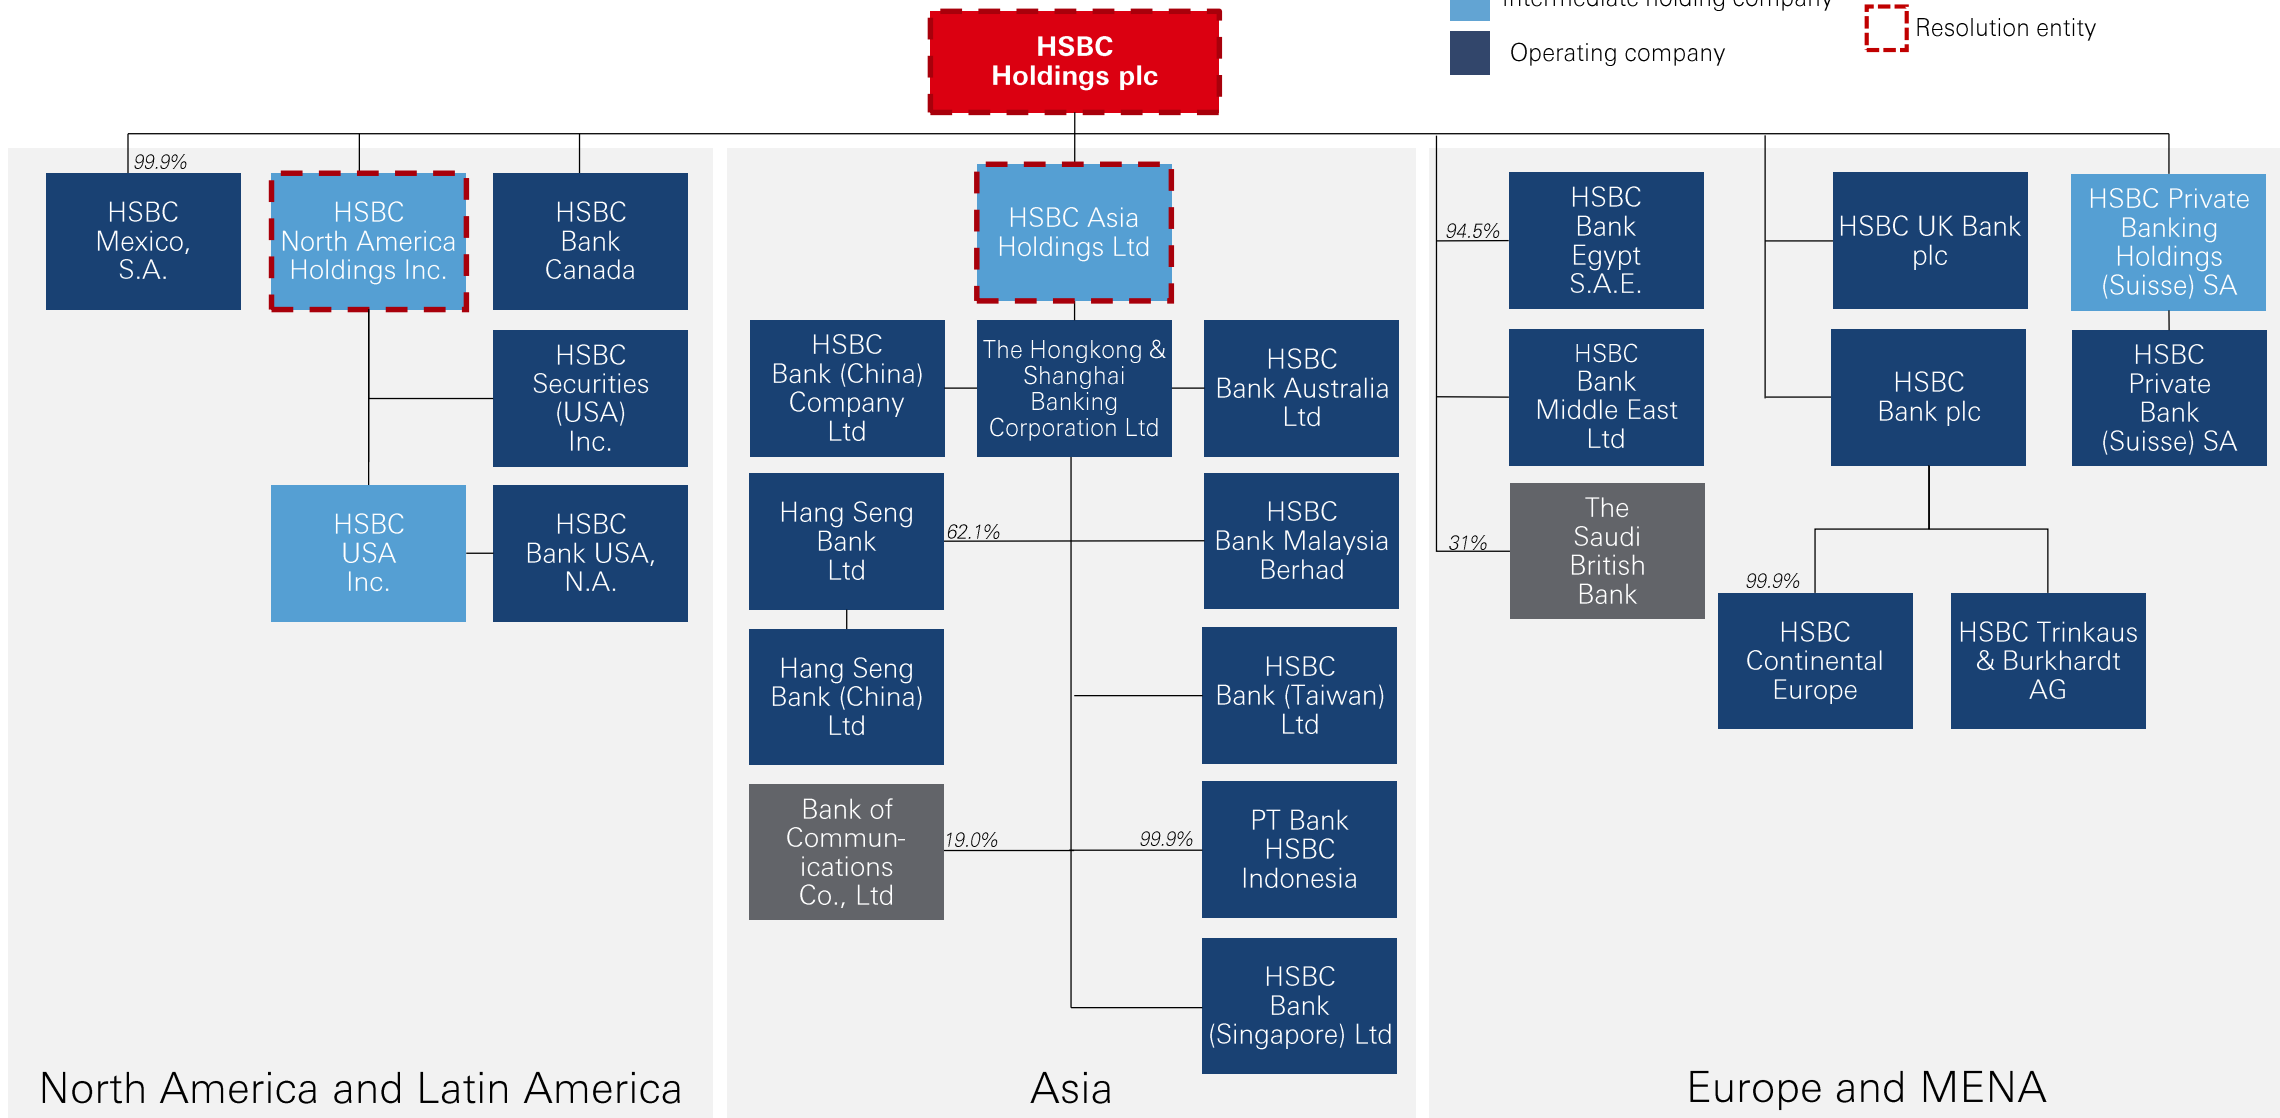 HSBC
Holdings plc
Intermediate holding company
Operating company
Resolution entity
99.9%
HSBC
Mexico,
S.A.
HSBC
North America
Holdings Inc.
HSBC
Bank
Canada
HSBC
Securities
(USA)
Inc.
HSBC
USA
Inc.
HSBC
Bank USA,
N.A.
North America and Latin America
HSBC Asia
Holdings Ltd
HSBC
Bank (China)
Company
Ltd
The Hongkong &
Shanghai
Banking
Corporation Ltd
HSBC
Bank Australia
Ltd
Hang Seng
Bank
Ltd
62.1%
HSBC
Bank Malaysia
Berhad
Hang Seng
Bank (China)
Ltd
HSBC
Bank (Taiwan)
Ltd
Bank of
Commun-
ications
Co., Ltd
19.0%
99.9%
PT Bank
HSBC
Indonesia
HSBC
Bank
(Singapore) Ltd
Asia
94.5%
HSBC
Bank
Egypt
S.A.E.
HSBC UK Bank
plc
HSBC Private
Banking
Holdings
(Suisse) SA
HSBC
Bank
Middle East
Ltd
HSBC
Bank plc
HSBC
Private
Bank
(Suisse) SA
31%
The
Saudi
British
Bank
99.9%
HSBC
Continental
Europe
HSBC Trinkaus
& Burkhardt
AG
Europe and MENA